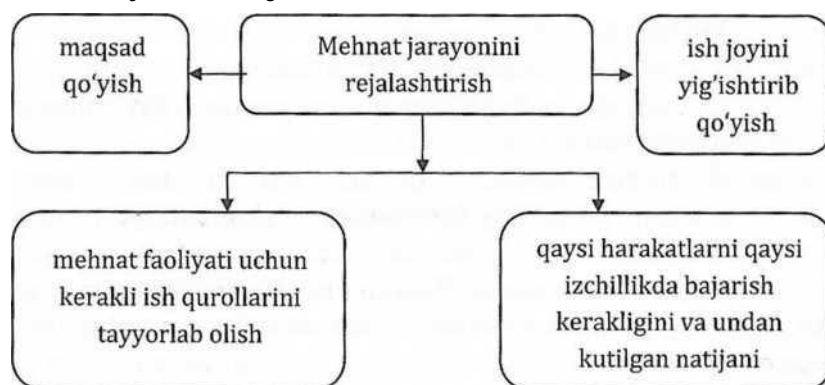 maqsad
qo‘yish
Mehnat jarayonini
rejalashtirish
ish joyini
yig'ishtirib
qo‘yish
mehnat faoliyati uchun
kerakli ish qurollarini
tayyorlab olish
qaysi harakatlarni qaysi
izchillikda bajarish
kerakligini va undan
kutilgan natijani